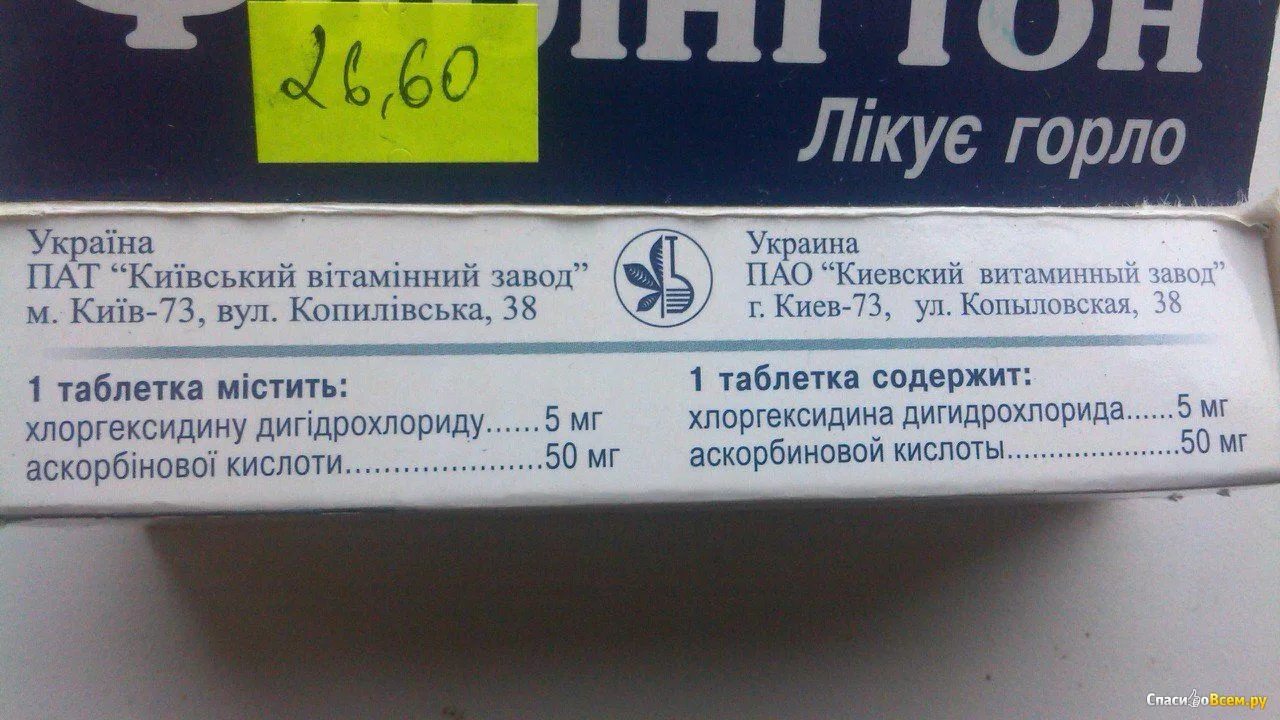 26,60
Лікує горло
Україна
ПАТ “Київський вітамінний завод”
м. Київ-73, вул. Копилівська, 38
Украина
ПАО “Киевский витаминный завод”
г. Киев-73, ул. Копыловская, 38
1 таблетка містить:
хлоргексидину дигідрохлориду......5 мг
аскорбінової кислоти......................50 мг
1 таблетка содержит:
хлоргексидина дигидрохлорида......5 мг
аскорбиновой кислоты......................50 мг
СпасибоВсем.ру